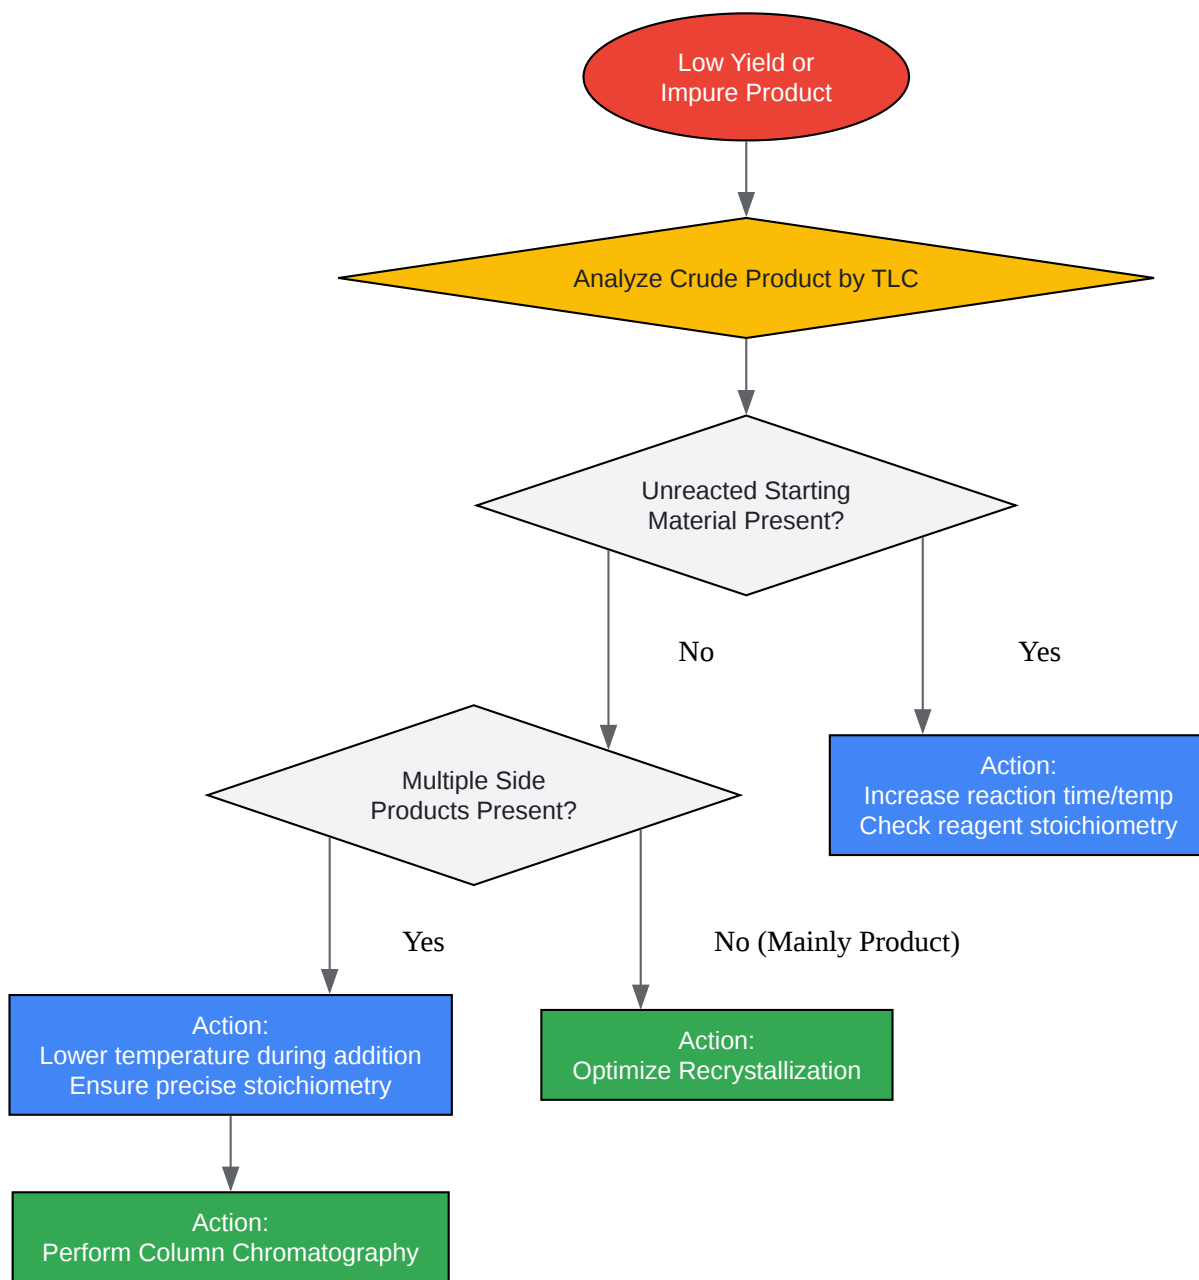 Low Yield or
Impure Product
Analyze Crude Product by TLC
Unreacted Starting
Material Present?
No
Yes
Multiple Side
Products Present?
Action:
Increase reaction time/temp
Check reagent stoichiometry
Yes
No (Mainly Product)
Action:
Lower temperature during addition
Ensure precise stoichiometry
Action:
Optimize Recrystallization
Action:
Perform Column Chromatography